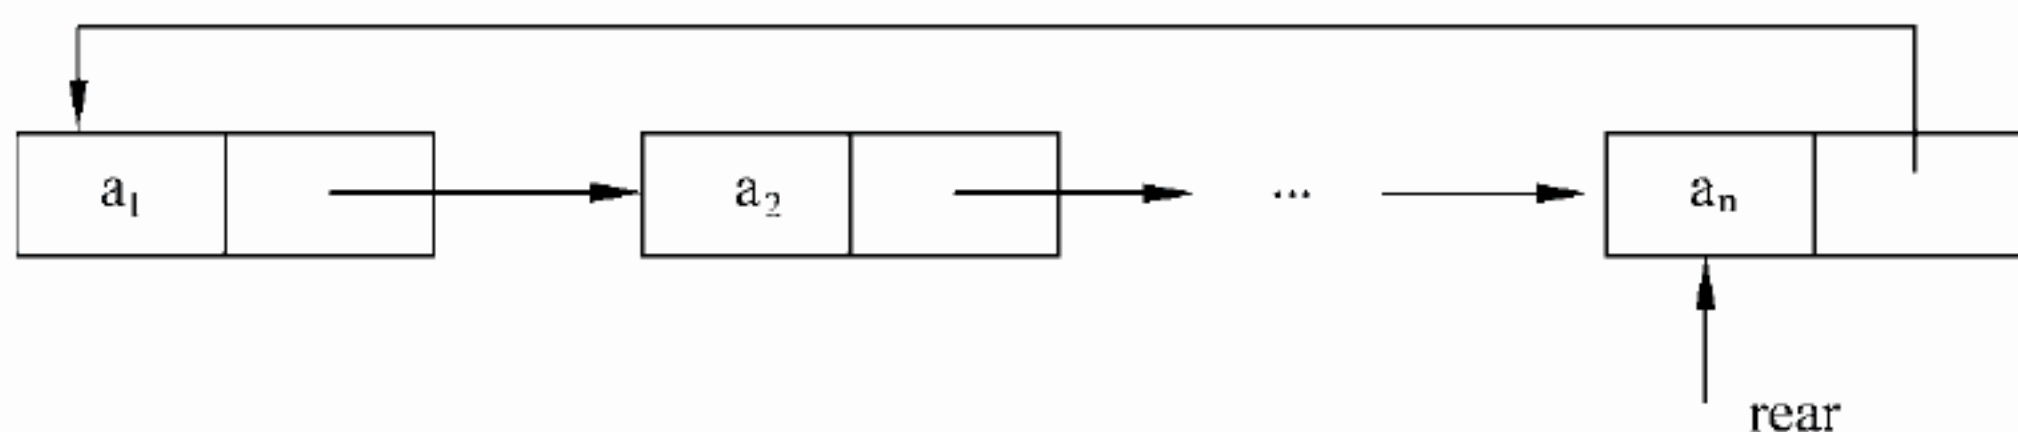 a₁ a₂ ... aₙ
rear